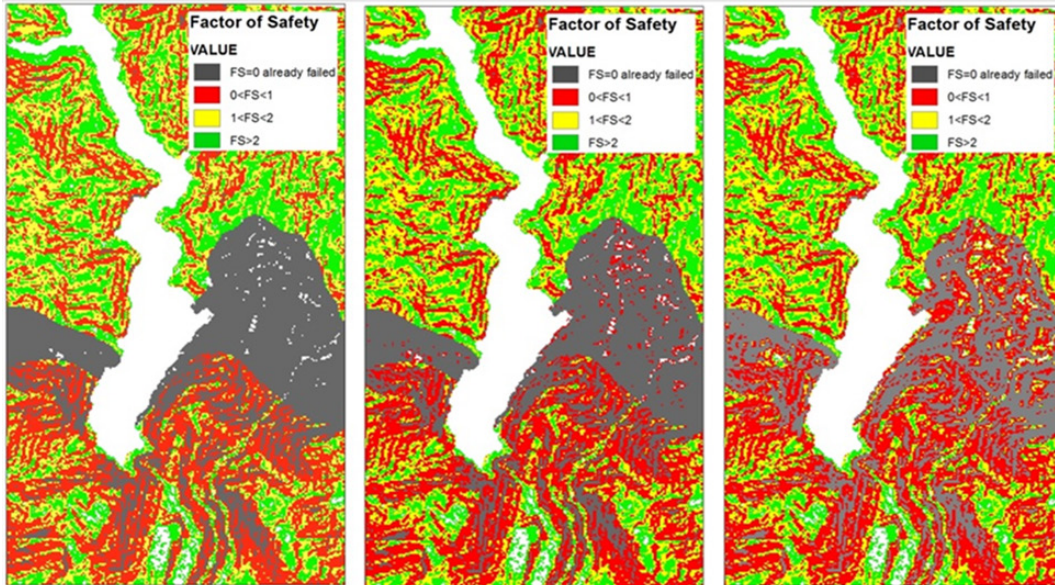 Factor of Safety
VALUE
FS=0 already failed
0<FS<1
1<FS<2
FS>2
Factor of Safety
VALUE
FS=0 already failed
0<FS<1
1<FS<2
FS>2
Factor of Safety
VALUE
FS=0 already failed
0<FS<1
1<FS<2
FS>2